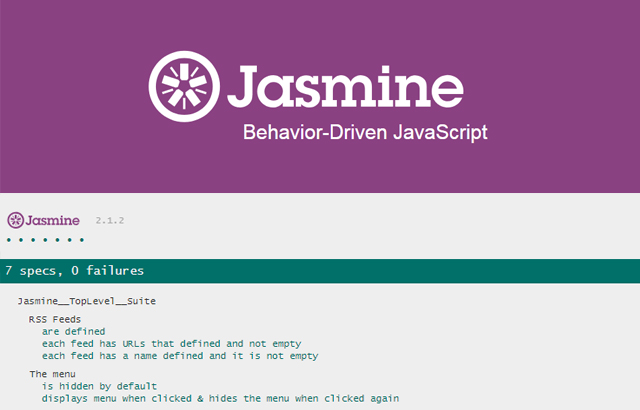 Jasmine
Behavior-Driven JavaScript
Jasmine 2.1.2
7 specs, 0 failures
Jasmine__TopLevel__Suite
RSS Feeds
are defined
each feed has URLs that defined and not empty
each feed has a name defined and it is not empty
The menu
is hidden by default
displays menu when clicked & hides the menu when clicked again